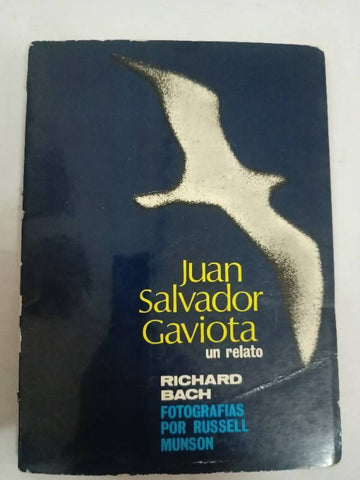 Juan
Salvador
Gaviota
un relato
RICHARD
BACH
FOTOGRAFIAS
POR RUSSELL
MUNSON